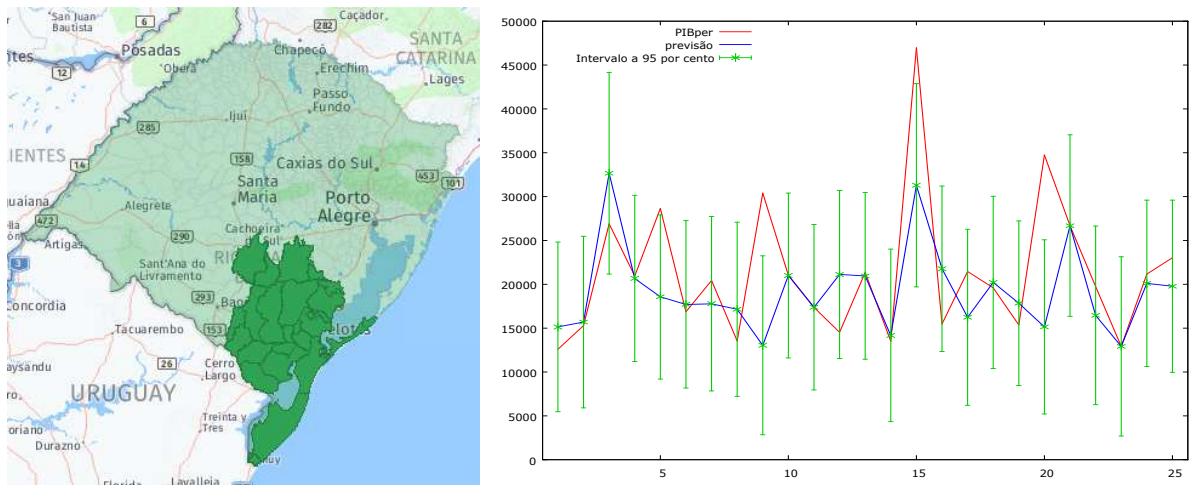 San Juan
Bautista
6
Caçador
282
SANTA
CATARINA
Posadas
Chapecó
Oberá
Erechim
12
Lages
Passo
Fundo
Ijuí
285
IENTES
14
158
Caxias do Sul
453
101
Santa
Maria
Porto
Alegre
Alegrete
472
290
Cachoeira
Artigas
3
Sant'Ana do
Livramento
293
Concordia
153
Tacuarembo
Cerro
Largo
26
aysandu
URUGUAY
Treinta y
Tres
Durazno
Lavalleja
50000
45000
40000
35000
30000
25000
20000
15000
10000
5000
0
PIBper
previsão
Intervalo a 95 por cento
5
10
15
20
25